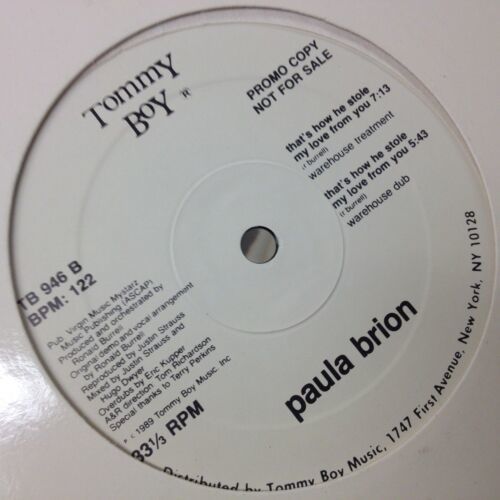 Tommy
Boy ®
PROMO COPY
NOT FOR SALE
that's how he stole
my love from you 7:13
(r burrell)
warehouse treatment
that's how he stole
my love from you 5:43
(r burrell)
warehouse dub
TB 946 B
BPM: 122
Pub. Virgin Music Mystarz
Music Publishing (ASCAP)
Produced and orchestrated by
Ronald Burrell
Original demo and vocal arrangement
by Ronald Burrell
Reproduced by Justin Strauss
Mixed by Justin Strauss and
Hugo Dwyer
Overdubs by Eric Kupper
A&R direction Tom Richardson
Special thanks to Terry Perkins
1989 Tommy Boy Music, Inc
33 1/3 RPM
paula brion
Distributed by Tommy Boy Music, 1747 First Avenue, New York, NY 10128